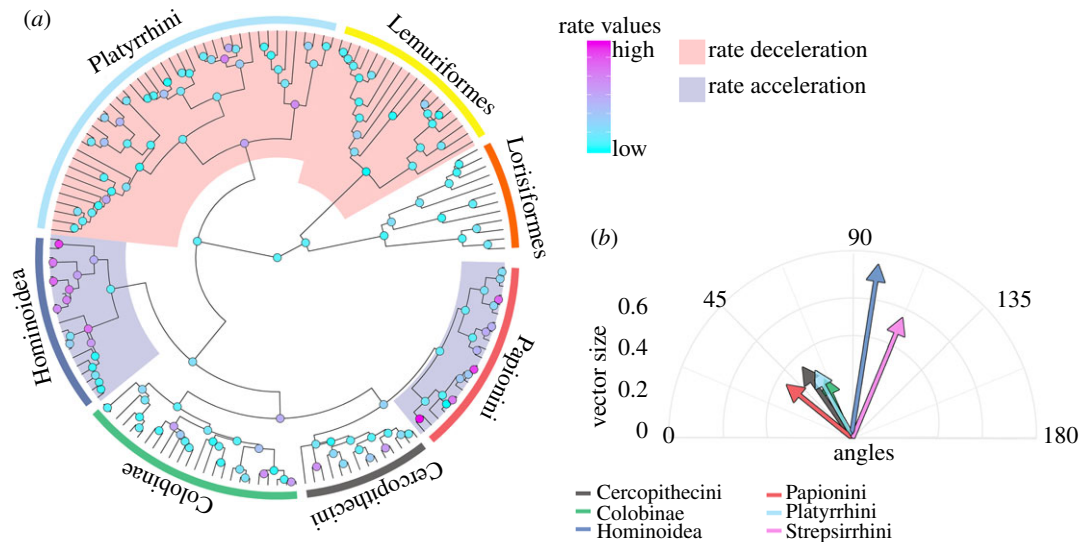 (a)
Platyrrhini
Lemuriformes
Lorisiformes
Hominoidea
Papionini
Colobinae
Cercopithecini
rate values
high
low
rate deceleration
rate acceleration
(b)
90
45
135
0.6
0.4
0.2
0
vector size
0
180
angles
Cercopithecini
Colobinae
Hominoidea
Papionini
Platyrrhini
Strepsirrhini